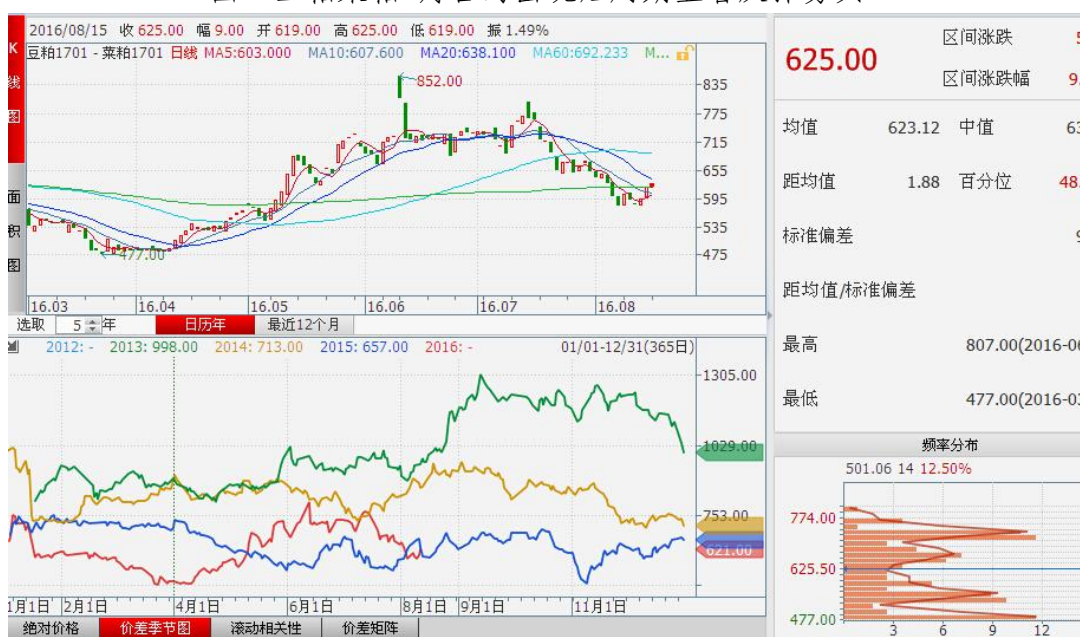 2016/08/15 收 625.00 幅 9.00 开 619.00 高 625.00 低 619.00 振 1.49%
豆粕1701 - 菜粕1701 日线 MA5:603.000 MA10:607.600 MA20:638.100 MA60:692.233 M...
K
线
图
面
积
图
852.00
477.00
835
775
715
655
595
535
475
16.03 16.04 16.05 16.06 16.07 16.08
选取 5 年 日历年 最近12个月
2012: - 2013: 998.00 2014: 713.00 2015: 657.00 2016: - 01/01-12/31(365日)
1305.00
1029.00
753.00
621.00
1月1日 2月1日 4月1日 6月1日 8月1日 9月1日 11月1日
绝对价格 价差季节图 滚动相关性 价差矩阵
625.00
区间涨跌
区间涨跌幅 9.
均值 623.12 中值 63
距均值 1.88 百分位 48.
标准偏差 9
距均值/标准偏差
最高 807.00(2016-06
最低 477.00(2016-03
频率分布
501.06 14 12.50%
774.00
625.50
477.00
3 6 9 12